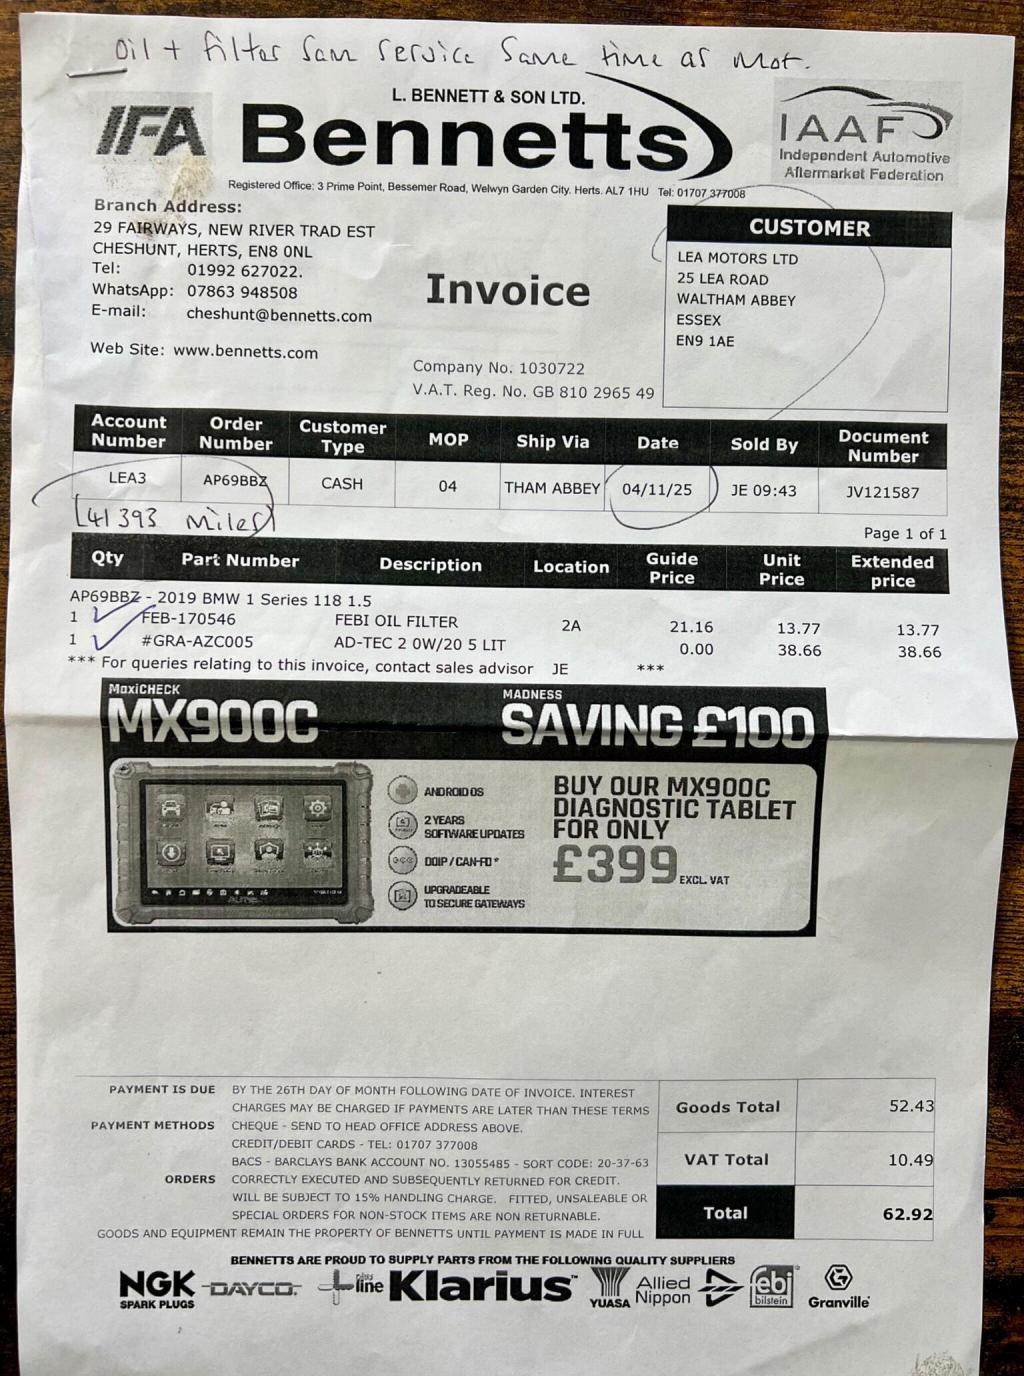 oil + filter Sam service same time as mot.
IFA
L. BENNETT & SON LTD.
Bennetts
IAAF
Independent Automotive
Aftermarket Federation
Registered Office: 3 Prime Point, Bessemer Road, Welwyn Garden City. Herts. AL7 1HU Tel: 01707 377008
Branch Address:
29 FAIRWAYS, NEW RIVER TRAD EST
CHESHUNT, HERTS, EN8 0NL
Tel: 01992 627022.
WhatsApp: 07863 948508
E-mail: cheshunt@bennetts.com
Web Site: www.bennetts.com
Invoice
Company No. 1030722
V.A.T. Reg. No. GB 810 2965 49
CUSTOMER
LEA MOTORS LTD
25 LEA ROAD
WALTHAM ABBEY
ESSEX
EN9 1AE
Account Number Order Number Customer Type MOP Ship Via Date Sold By Document Number
LEA3 AP69BBZ CASH 04 THAM ABBEY 04/11/25 JE 09:43 JV121587
[41393 miles]
Page 1 of 1
Qty Part Number Description Location Guide Price Unit Price Extended price
AP69BBZ - 2019 BMW 1 Series 118 1.5
1 FEB-170546 FEBI OIL FILTER 2A 21.16 13.77 13.77
1 #GRA-AZC005 AD-TEC 2 0W/20 5 LIT 0.00 38.66 38.66
*** For queries relating to this invoice, contact sales advisor JE ***
MaxiCHECK
MX900C
MADNESS
SAVING £100
ANDROID OS
2 YEARS
SOFTWARE UPDATES
DOIP / CAN-FD *
UPGRADEABLE
TO SECURE GATEWAYS
BUY OUR MX900C
DIAGNOSTIC TABLET
FOR ONLY
£399 EXCL. VAT
AUTEL
PAYMENT IS DUE BY THE 26TH DAY OF MONTH FOLLOWING DATE OF INVOICE. INTEREST
CHARGES MAY BE CHARGED IF PAYMENTS ARE LATER THAN THESE TERMS
PAYMENT METHODS CHEQUE - SEND TO HEAD OFFICE ADDRESS ABOVE.
CREDIT/DEBIT CARDS - TEL: 01707 377008
BACS - BARCLAYS BANK ACCOUNT NO. 13055485 - SORT CODE: 20-37-63
ORDERS CORRECTLY EXECUTED AND SUBSEQUENTLY RETURNED FOR CREDIT.
WILL BE SUBJECT TO 15% HANDLING CHARGE. FITTED, UNSALEABLE OR
SPECIAL ORDERS FOR NON-STOCK ITEMS ARE NON RETURNABLE.
GOODS AND EQUIPMENT REMAIN THE PROPERTY OF BENNETTS UNTIL PAYMENT IS MADE IN FULL
Goods Total 52.43
VAT Total 10.49
Total 62.92
BENNETTS ARE PROUD TO SUPPLY PARTS FROM THE FOLLOWING QUALITY SUPPLIERS
NGK
SPARK PLUGS
DAYCO
plus line
Klarius™
YUASA
Allied
Nippon
febi
bilstein
Granville